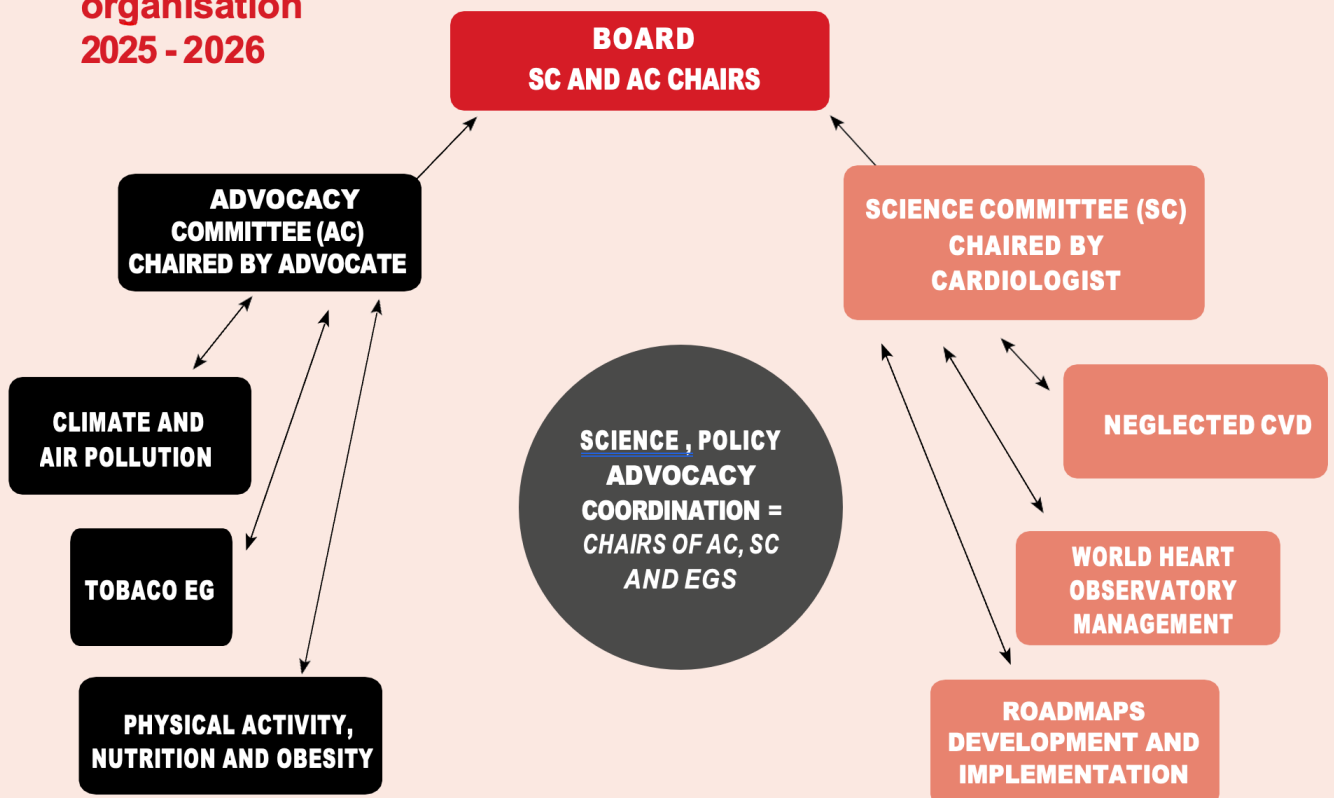 organisation
2025 - 2026
BOARD
SC AND AC CHAIRS
ADVOCACY
COMMITTEE (AC)
CHAIRED BY ADVOCATE
SCIENCE COMMITTEE (SC)
CHAIRED BY
CARDIOLOGIST
CLIMATE AND
AIR POLLUTION
TOBACO EG
PHYSICAL ACTIVITY,
NUTRITION AND OBESITY
SCIENCE , POLICY
ADVOCACY
COORDINATION =
CHAIRS OF AC, SC
AND EGS
NEGLECTED CVD
WORLD HEART
OBSERVATORY
MANAGEMENT
ROADMAPS
DEVELOPMENT AND
IMPLEMENTATION